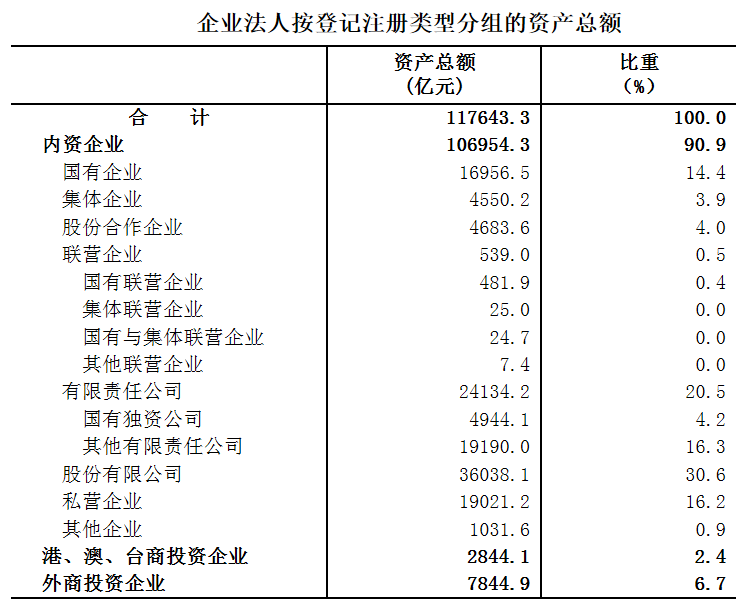 企业法人按登记注册类型分组的资产总额
资产总额 比重
(亿元) （%）
合 计 117643.3 100.0
内资企业 106954.3 90.9
国有企业 16956.5 14.4
集体企业 4550.2 3.9
股份合作企业 4683.6 4.0
联营企业 539.0 0.5
国有联营企业 481.9 0.4
集体联营企业 25.0 0.0
国有与集体联营企业 24.7 0.0
其他联营企业 7.4 0.0
有限责任公司 24134.2 20.5
国有独资公司 4944.1 4.2
其他有限责任公司 19190.0 16.3
股份有限公司 36038.1 30.6
私营企业 19021.2 16.2
其他企业 1031.6 0.9
港、澳、台商投资企业 2844.1 2.4
外商投资企业 7844.9 6.7